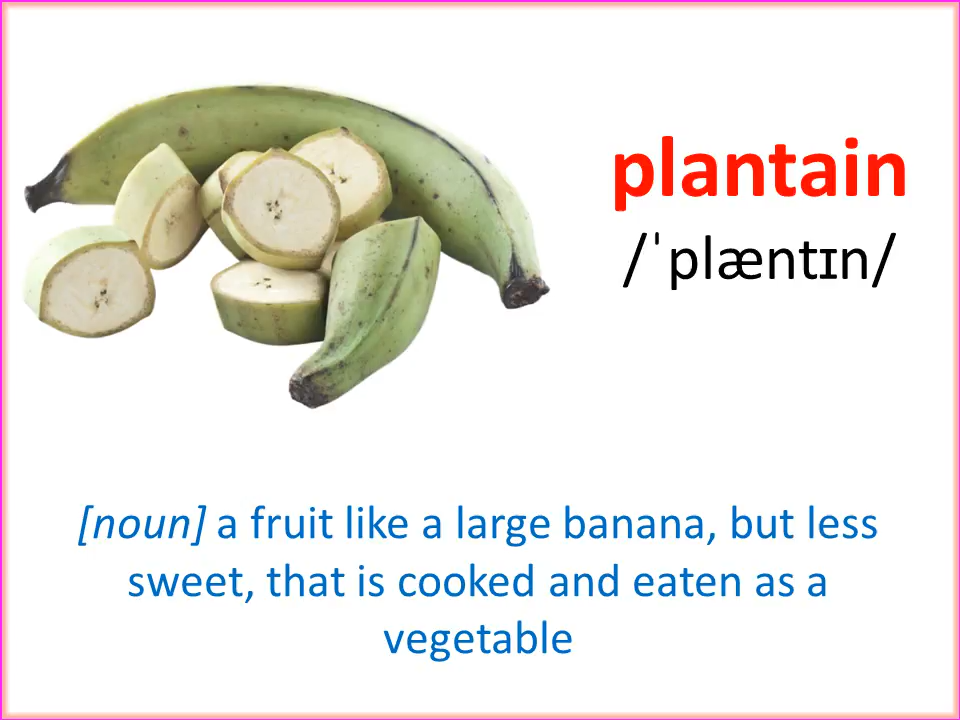 plantain
/ˈplæntɪn/
[noun] a fruit like a large banana, but less
sweet, that is cooked and eaten as a
vegetable